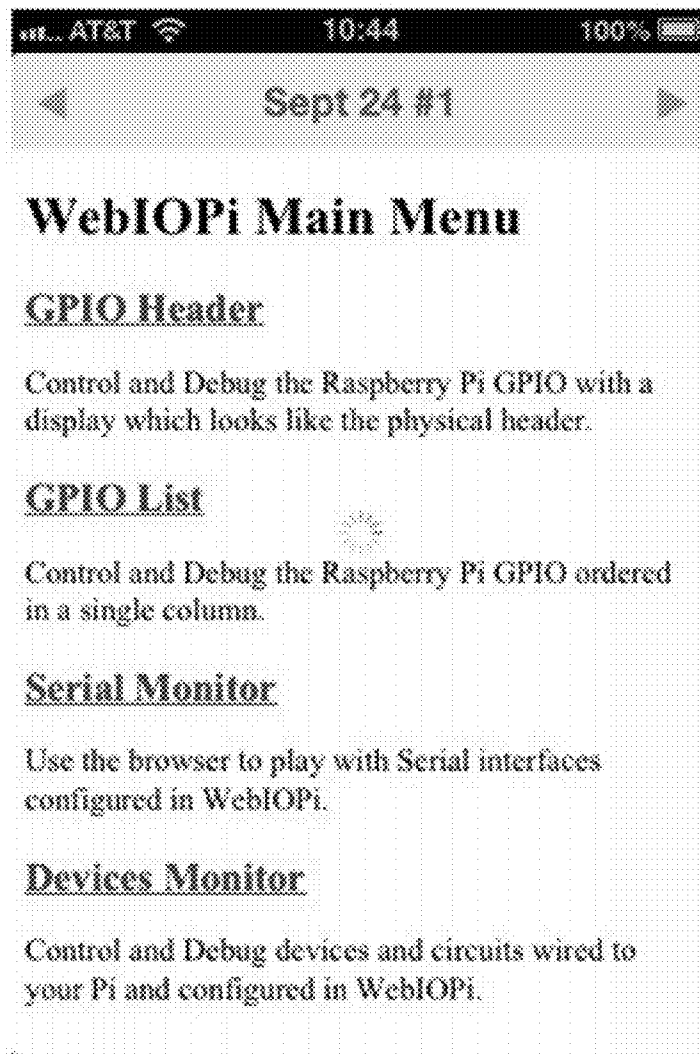 AT&T 10:44 100%
Sept 24 #1
WebIOPi Main Menu
GPIO Header
Control and Debug the Raspberry Pi GPIO with a
display which looks like the physical header.
GPIO List
Control and Debug the Raspberry Pi GPIO ordered
in a single column.
Serial Monitor
Use the browser to play with Serial interfaces
configured in WebIOPi.
Devices Monitor
Control and Debug devices and circuits wired to
your Pi and configured in WebIOPi.